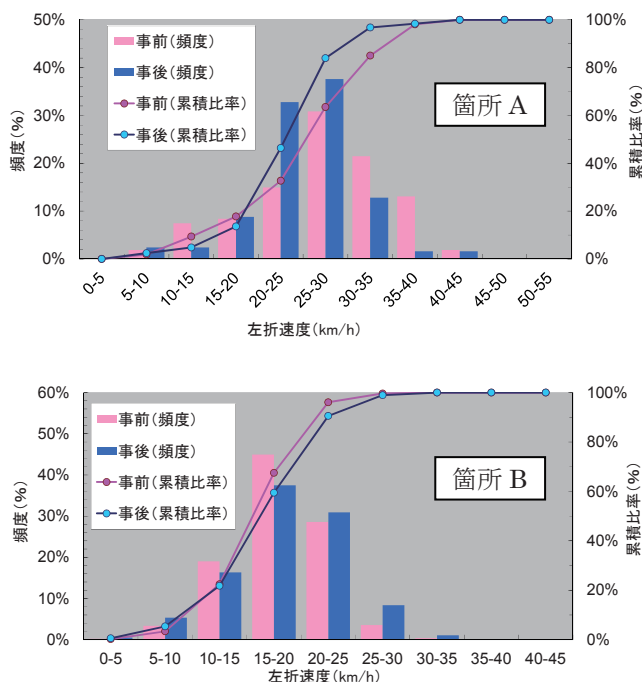 50%
40%
30%
20%
10%
0%
頻度(%)
100%
80%
60%
40%
20%
0%
累積比率(%)
事前(頻度)
事後(頻度)
事前(累積比率)
事後(累積比率)
箇所 A
0-5
5-10
10-15
15-20
20-25
25-30
30-35
35-40
40-45
45-50
50-55
左折速度(km/h)
60%
50%
40%
30%
20%
10%
0%
頻度(%)
100%
80%
60%
40%
20%
0%
累積比率(%)
事前(頻度)
事後(頻度)
事前(累積比率)
事後(累積比率)
箇所 B
0-5
5-10
10-15
15-20
20-25
25-30
30-35
35-40
40-45
左折速度(km/h)